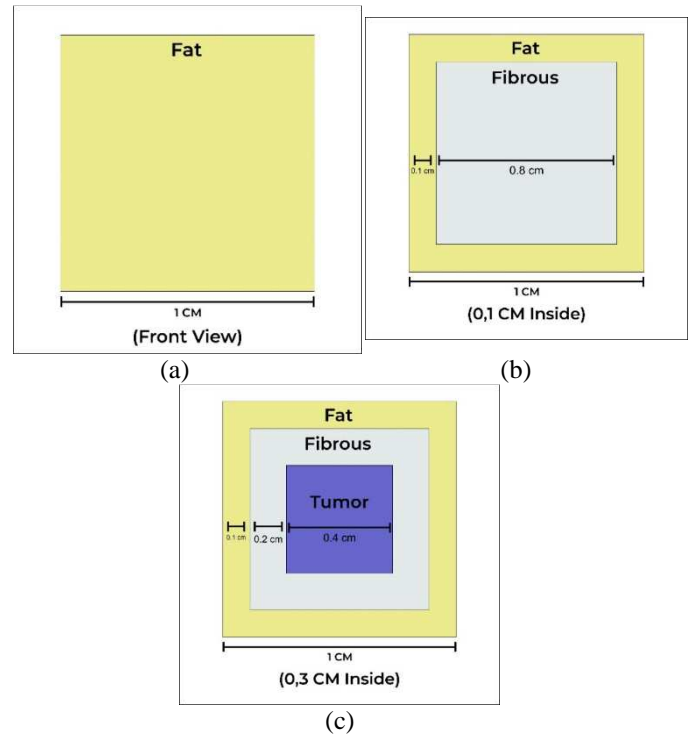 Fat
1 CM
(Front View)
(a)
Fat
Fibrous
0.1 cm
0.8 cm
1 CM
(0,1 CM Inside)
(b)
Fat
Fibrous
Tumor
0.1 cm
0.2 cm
0.4 cm
1 CM
(0,3 CM Inside)
(c)